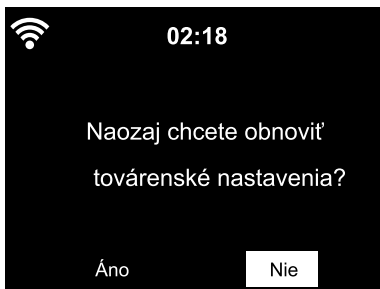 02:18
Naozaj chcete obnoviť
továrenské nastavenia?
Áno Nie